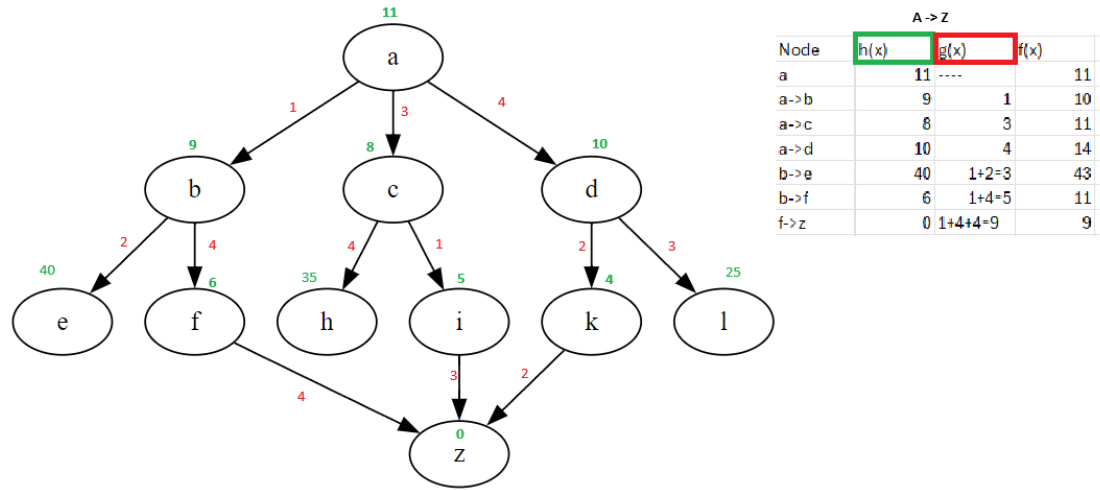 11
A -> Z
a
Node h(x) g(x) f(x)
a 11 ---- 11
a->b 9 1 10
a->c 8 3 11
a->d 10 4 14
b->e 40 1+2=3 43
b->f 6 1+4=5 11
f->z 0 1+4+4=9 9
1 3 4
9 8 10
b c d
2 4 4 1 2 3
40 6 35 5 4 25
e f h i k l
4 3 2
0
z